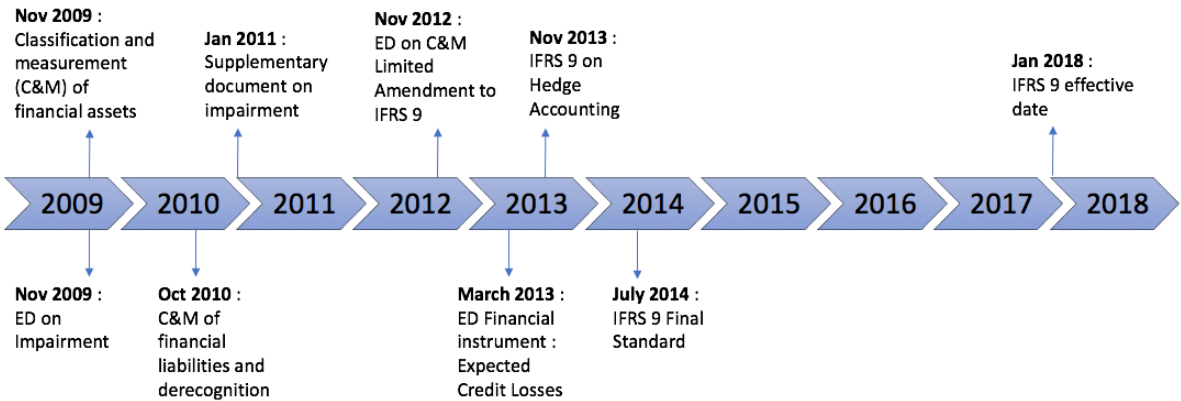 Nov 2009 :
Classification and
measurement
(C&M) of
financial assets
Jan 2011 :
Supplementary
document on
impairment
Nov 2012 :
ED on C&M
Limited
Amendment to
IFRS 9
Nov 2013 :
IFRS 9 on
Hedge
Accounting
Jan 2018 :
IFRS 9 effective
date
2009 2010 2011 2012 2013 2014 2015 2016 2017 2018
Nov 2009 :
ED on
Impairment
Oct 2010 :
C&M of
financial
liabilities and
derecognition
March 2013 :
ED Financial
instrument :
Expected
Credit Losses
July 2014 :
IFRS 9 Final
Standard